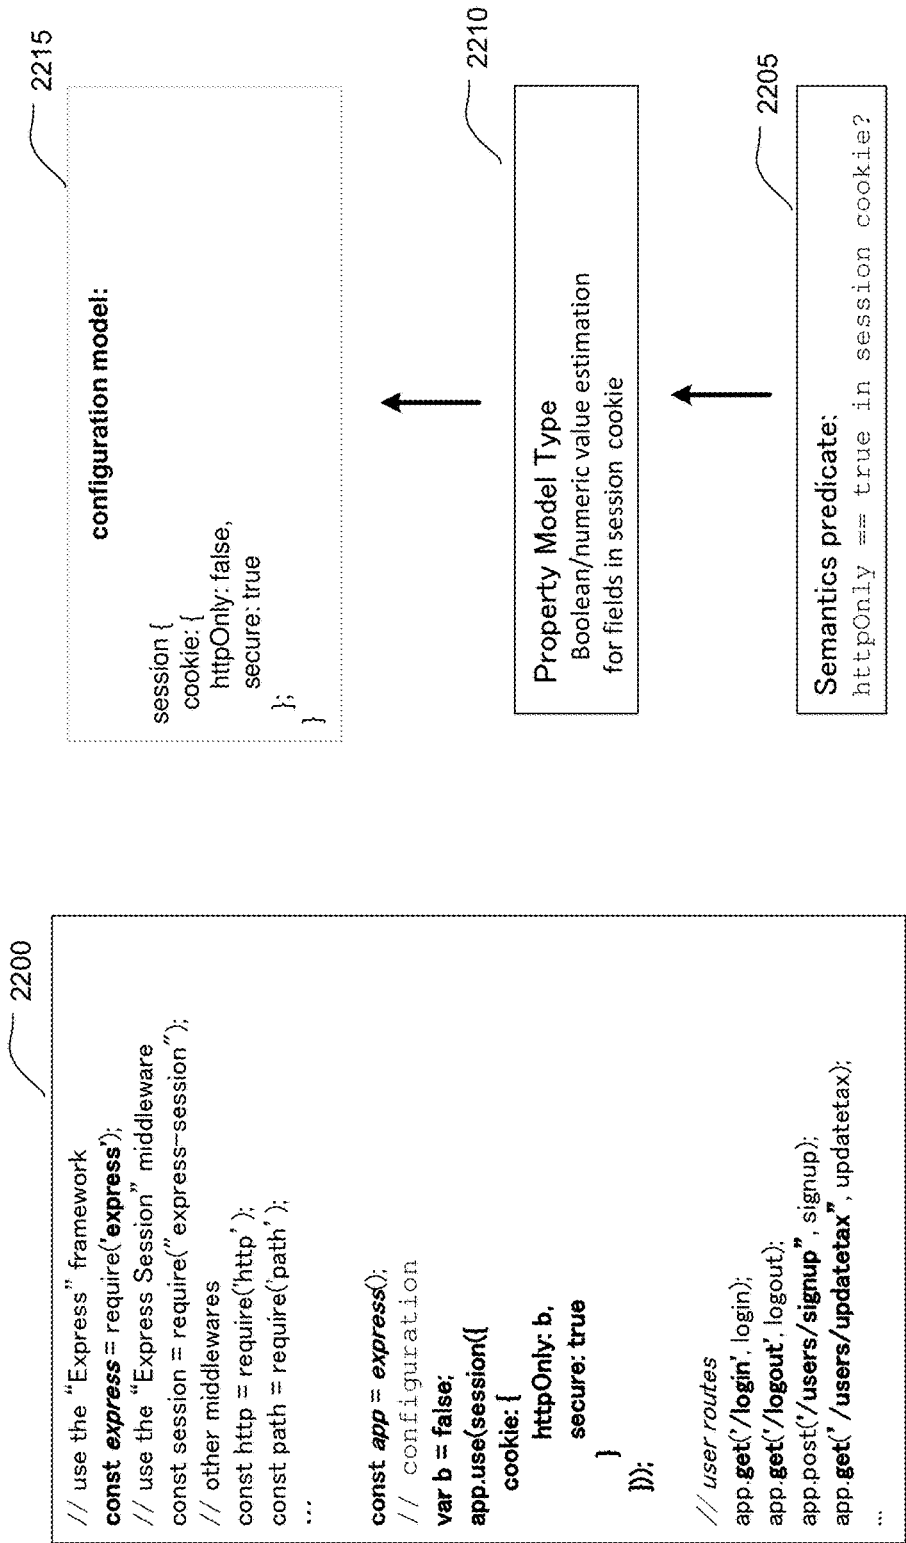 2200
// use the “Express” framework
const express = require('express');
// use the “Express Session” middleware
const session = require(″express-session″);
// other middlewares
const http = require('http' );
const path = require('path' );
...
const app = express();
// configuration
var b = false;
app.use(session({
cookie: {
httpOnly: b,
secure: true
}
}));
// user routes
app.get('/login', login);
app.get('/logout', logout);
app.post('/users/signup”, signup);
app.get(” /users/updatetax”, updatetax);
...
2215
configuration model:
session {
cookie: {
httpOnly: false,
secure: true
};
}
2210
Property Model Type
Boolean/numeric value estimation
for fields in session cookie
2205
Semantics predicate:
httpOnly == true in session cookie?